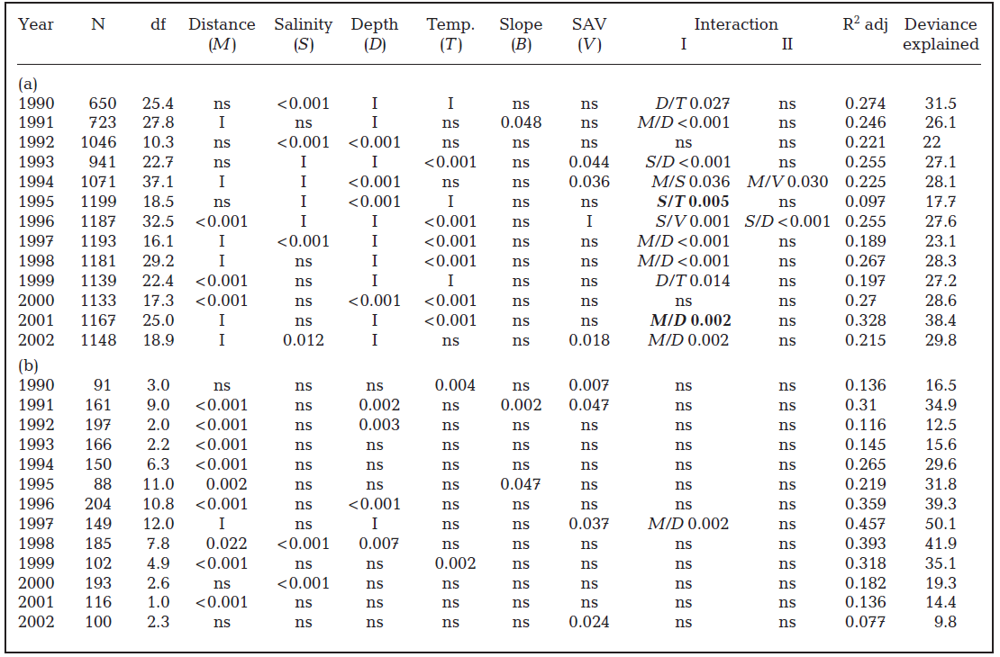 Year N df Distance Salinity Depth Temp. Slope SAV Interaction R² adj Deviance
(M) (S) (D) (T) (B) (V) I II explained
(a)
1990 650 25.4 ns <0.001 I I ns ns D/T 0.027 ns 0.274 31.5
1991 723 27.8 I ns I ns 0.048 ns M/D <0.001 ns 0.246 26.1
1992 1046 10.3 ns <0.001 <0.001 ns ns ns ns ns 0.221 22
1993 941 22.7 ns I I <0.001 ns 0.044 S/D <0.001 ns 0.255 27.1
1994 1071 37.1 I I <0.001 ns ns 0.036 M/S 0.036 M/V 0.030 0.225 28.1
1995 1199 18.5 ns I <0.001 I ns ns S/T 0.005 ns 0.097 17.7
1996 1187 32.5 <0.001 I I <0.001 ns I S/V 0.001 S/D <0.001 0.255 27.6
1997 1193 16.1 I <0.001 I <0.001 ns ns M/D <0.001 ns 0.189 23.1
1998 1181 29.2 I ns I <0.001 ns ns M/D <0.001 ns 0.267 28.3
1999 1139 22.4 <0.001 ns I I ns ns D/T 0.014 ns 0.197 27.2
2000 1133 17.3 <0.001 ns <0.001 <0.001 ns ns ns ns 0.27 28.6
2001 1167 25.0 I ns I <0.001 ns ns M/D 0.002 ns 0.328 38.4
2002 1148 18.9 I 0.012 I ns ns 0.018 M/D 0.002 ns 0.215 29.8
(b)
1990 91 3.0 ns ns ns 0.004 ns 0.007 ns ns 0.136 16.5
1991 161 9.0 <0.001 ns 0.002 ns 0.002 0.047 ns ns 0.31 34.9
1992 197 2.0 <0.001 ns 0.003 ns ns ns ns ns 0.116 12.5
1993 166 2.2 <0.001 ns ns ns ns ns ns ns 0.145 15.6
1994 150 6.3 <0.001 ns ns ns ns ns ns ns 0.265 29.6
1995 88 11.0 0.002 ns ns ns 0.047 ns ns ns 0.219 31.8
1996 204 10.8 <0.001 ns <0.001 ns ns ns ns ns 0.359 39.3
1997 149 12.0 I ns I ns ns 0.037 M/D 0.002 ns 0.457 50.1
1998 185 7.8 0.022 <0.001 0.007 ns ns ns ns ns 0.393 41.9
1999 102 4.9 <0.001 ns ns 0.002 ns ns ns ns 0.318 35.1
2000 193 2.6 ns <0.001 ns ns ns ns ns ns 0.182 19.3
2001 116 1.0 <0.001 ns ns ns ns ns ns ns 0.136 14.4
2002 100 2.3 ns ns ns ns ns 0.024 ns ns 0.077 9.8